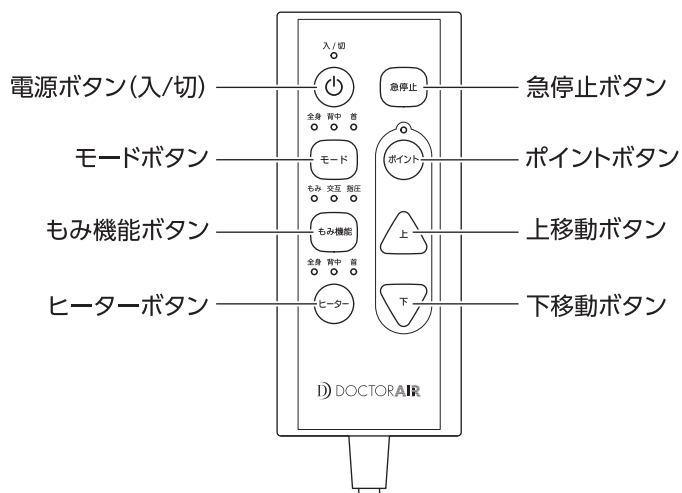 入/切
電源ボタン(入/切)
急停止
急停止ボタン
全身 背中 首
モードボタン
モード
ポイント
ポイントボタン
もみ 交互 指圧
もみ機能ボタン
もみ機能
上
上移動ボタン
全身 背中 首
ヒーターボタン
ヒーター
下
下移動ボタン
DOCTORAIR